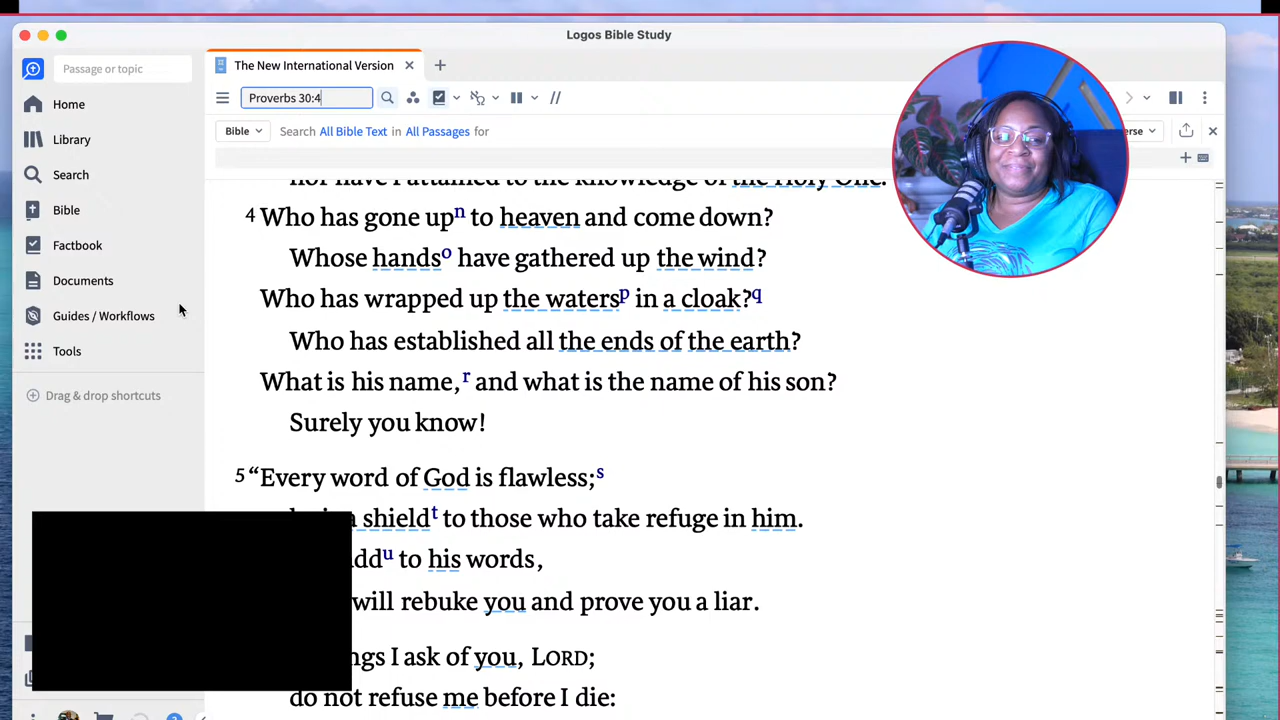 Logos Bible Study
Passage or topic
The New International Version
Home
Proverbs 30:4
Library
Bible
Search All Bible Text in All Passages for
Search
Bible
Factbook
Documents
Guides / Workflows
Tools
Drag & drop shortcuts
4 Who has gone upⁿ to heaven and come down?
Whose handsᵒ have gathered up the wind?
Who has wrapped up the watersᵖ in a cloak?q
Who has established all the ends of the earth?
What is his name,ʳ and what is the name of his son?
Surely you know!
5 “Every word of God is flawless;ˢ
shieldᵗ to those who take refuge in him.
ddᵘ to his words,
will rebuke you and prove you a liar.
ngs I ask of you, LORD;
do not refuse me before I die: